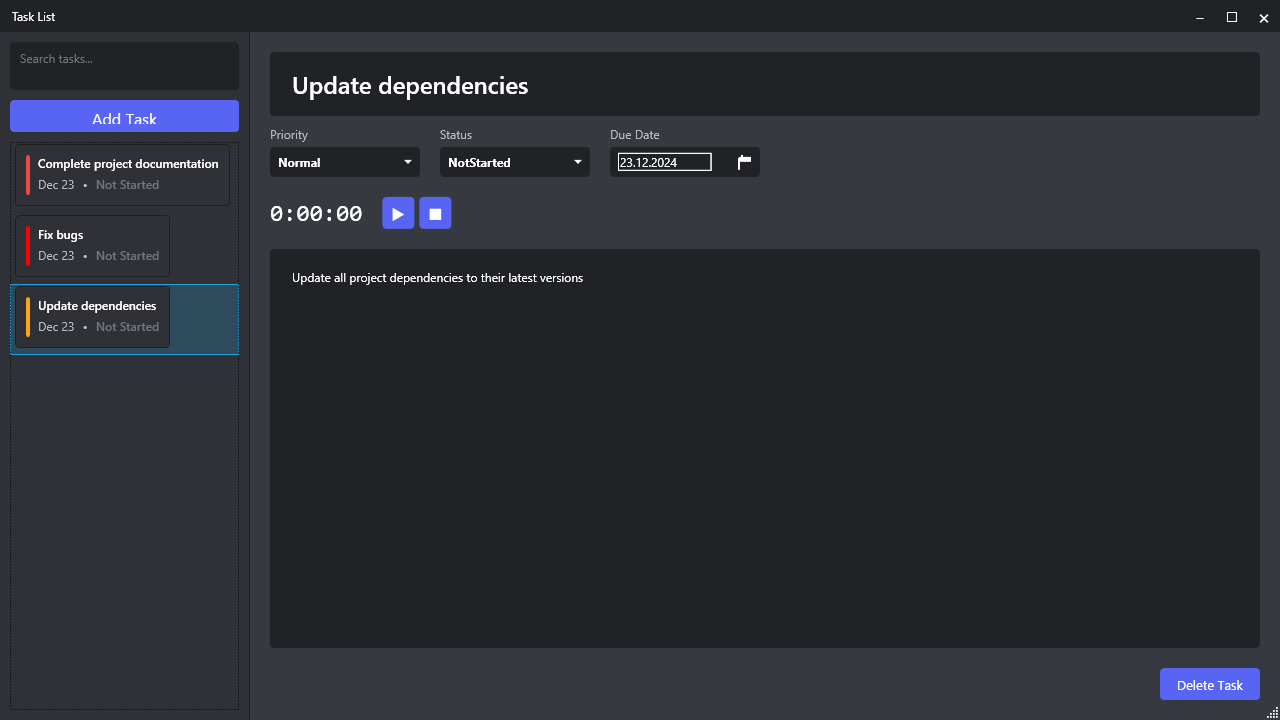 Task List
Search tasks...
Add Task
Complete project documentation
Dec 23 • Not Started
Fix bugs
Dec 23 • Not Started
Update dependencies
Dec 23 • Not Started
Update dependencies
Priority Status Due Date
Normal NotStarted 23.12.2024
0:00:00
Update all project dependencies to their latest versions
Delete Task